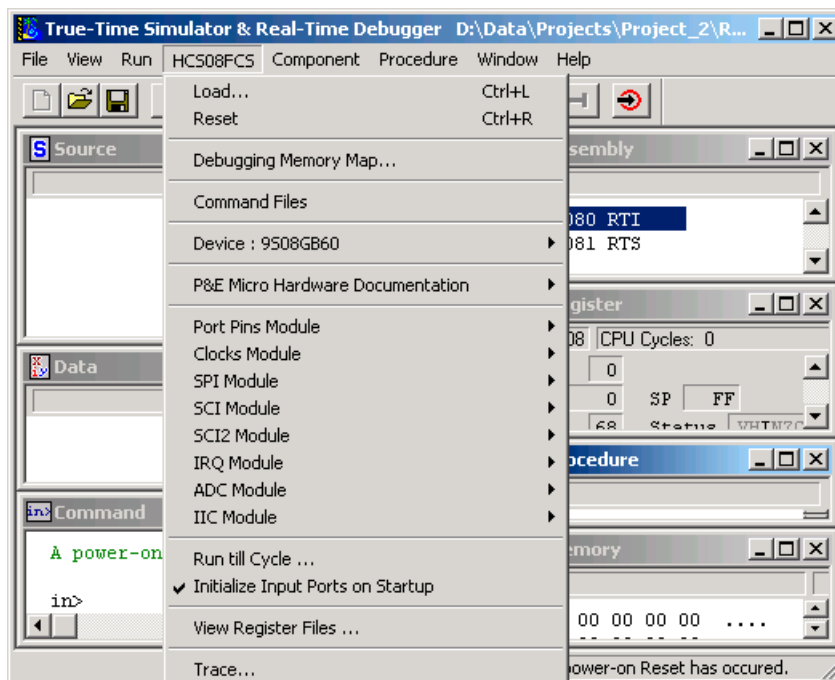 True-Time Simulator & Real-Time Debugger D:\Data\Projects\Project_2\R...
File View Run HCS08FCS Component Procedure Window Help
Load... Ctrl+L
Reset Ctrl+R
Debugging Memory Map...
Command Files
Device : 9S08GB60
P&E Micro Hardware Documentation
Port Pins Module
Clocks Module
SPI Module
SCI Module
SCI2 Module
IRQ Module
ADC Module
IIC Module
Run till Cycle ...
Initialize Input Ports on Startup
View Register Files ...
Trace...
S Source
Data
in> Command
A power-on
in>
sembly
080 RTI
081 RTS
gister
08 CPU Cycles: 0
0
0 SP FF
68 Status VHINZC
ocedure
emory
00 00 00 00 ....
power-on Reset has occured.